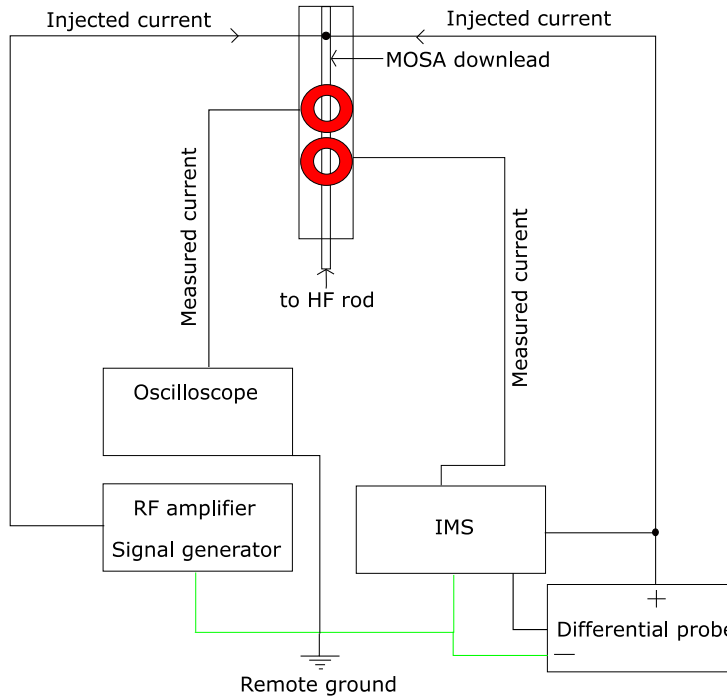 Injected current
Injected current
MOSA downlead
Measured current
Measured current
to HF rod
Oscilloscope
RF amplifier
Signal generator
IMS
+
Differential probe
—
Remote ground